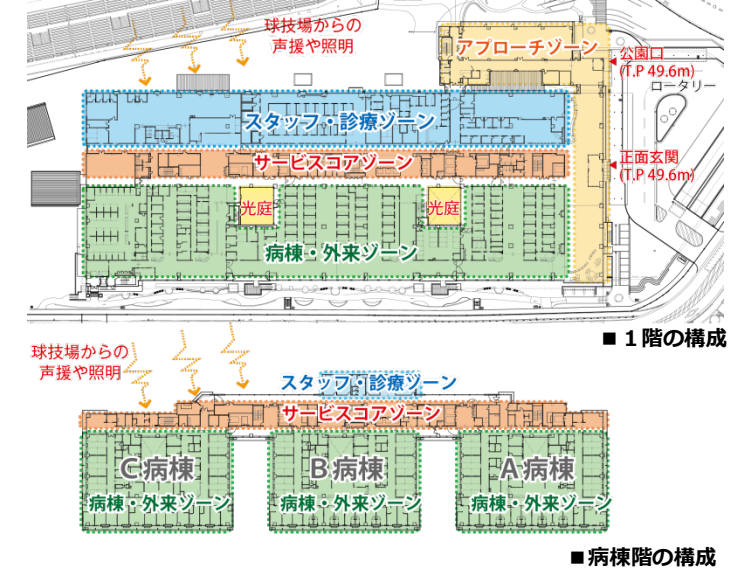 球技場からの
声援や照明
アプローチゾーン
公園口
(T.P 49.6m)
ロータリー
スタッフ・診療ゾーン
サービスコアゾーン
正面玄関
(T.P 49.6m)
光庭
光庭
病棟・外来ゾーン
■１階の構成
球技場からの
声援や照明
スタッフ・診療ゾーン
サービスコアゾーン
C病棟
B病棟
A病棟
病棟・外来ゾーン
病棟・外来ゾーン
病棟・外来ゾーン
■病棟階の構成